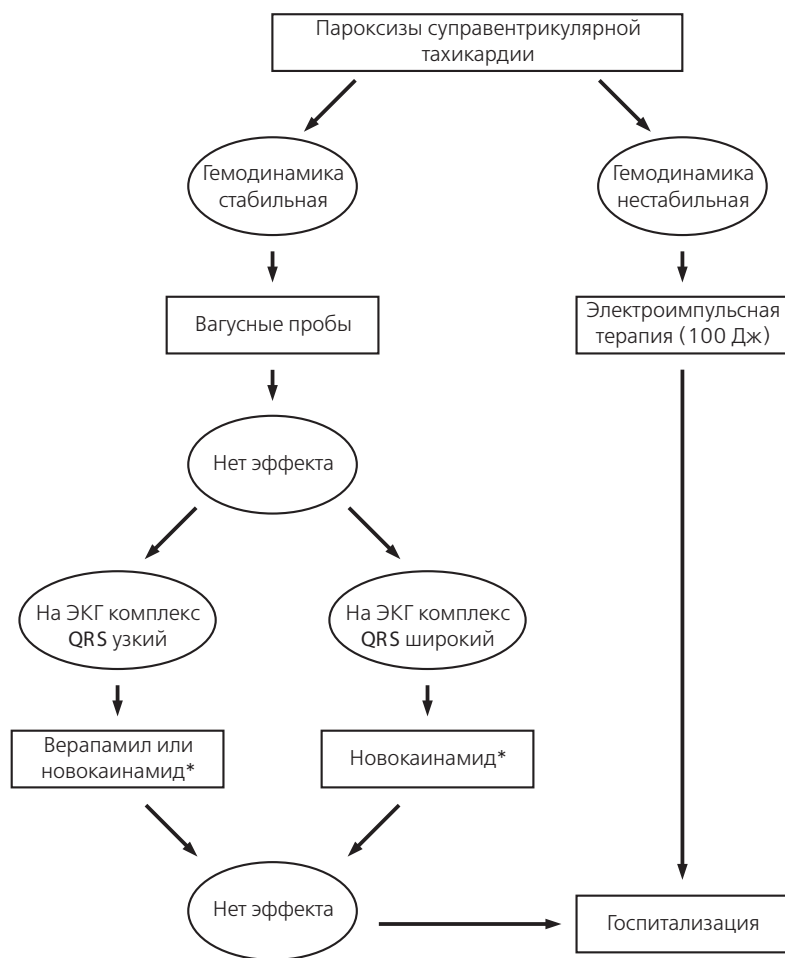 Пароксизмы суправентрикулярной
тахикардии
Гемодинамика
стабильная
Гемодинамика
нестабильная
Вагусные пробы
Электроимпульсная
терапия (100 Дж)
Нет эффекта
На ЭКГ комплекс
QRS узкий
На ЭКГ комплекс
QRS широкий
Верапамил или
новокаинамид*
Новокаинамид*
Нет эффекта
Госпитализация